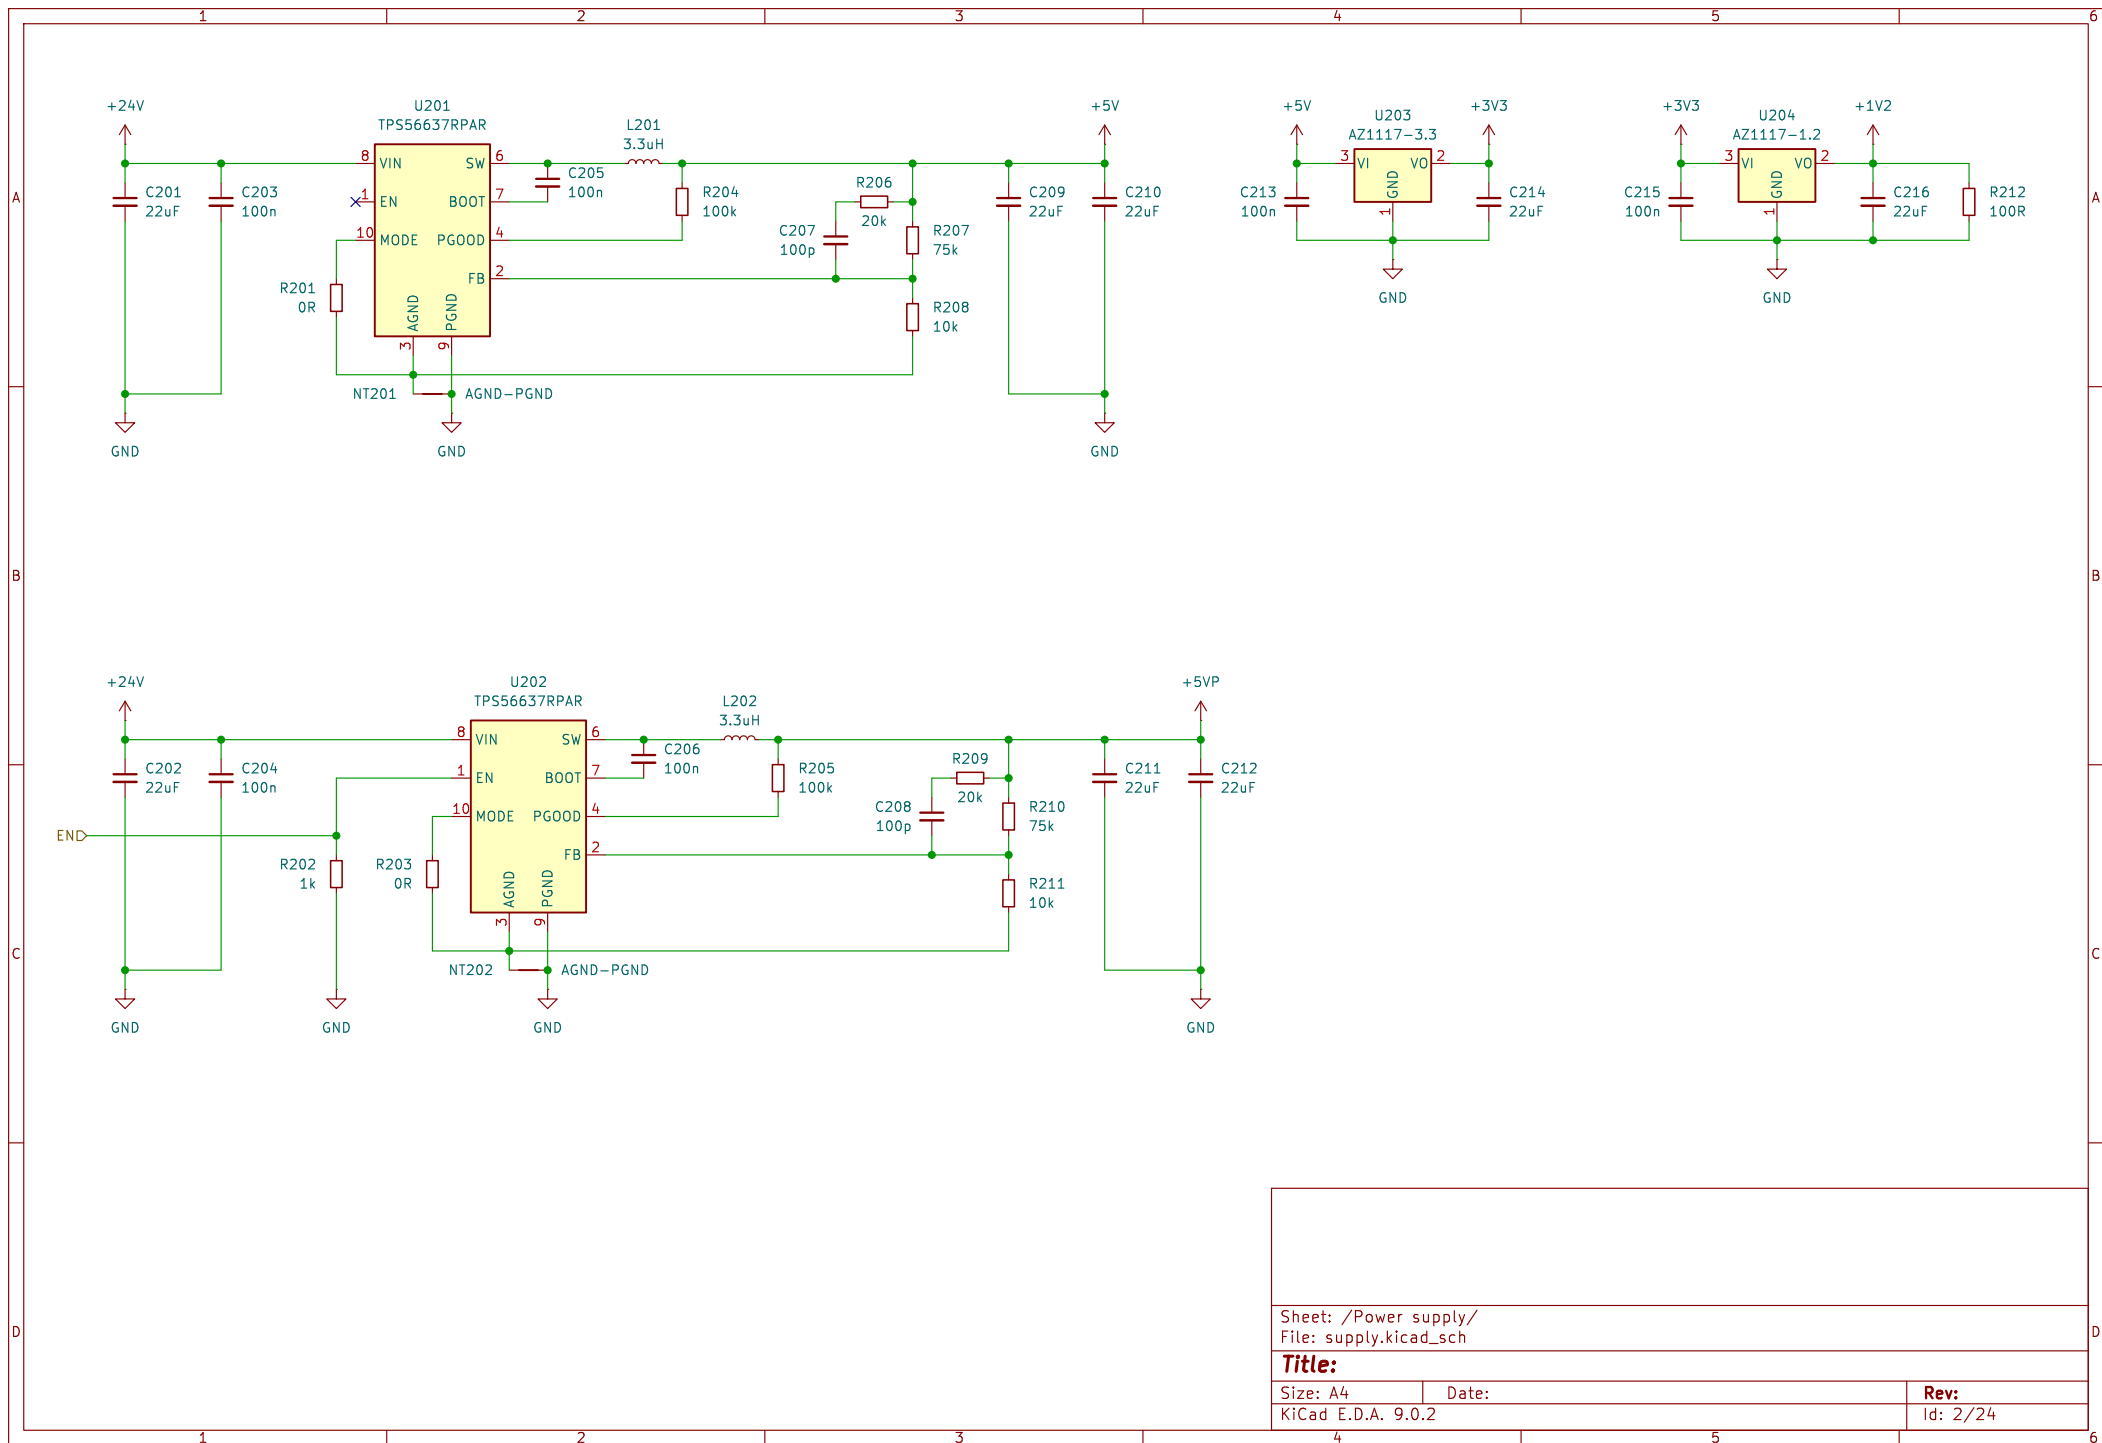 1 2 3 4 5 6
A
B
C
D
+24V
C201
22uF
C203
100n
GND
U201
TPS56637RPAR
8 VIN
1 EN
10 MODE
SW 6
BOOT 7
PGOOD 4
FB 2
AGND
PGND
3
9
R201
0R
NT201
AGND-PGND
GND
C205
100n
L201
3.3uH
R204
100k
R206
20k
C207
100p
R207
75k
R208
10k
+5V
C209
22uF
C210
22uF
GND
+5V
U203
AZ1117-3.3
+3V3
3 VI
VO 2
GND
1
C213
100n
C214
22uF
GND
+3V3
U204
AZ1117-1.2
+1V2
3 VI
VO 2
GND
1
C215
100n
C216
22uF
R212
100R
GND
A
B
C
D
+24V
C202
22uF
C204
100n
EN
GND
R202
1k
GND
U202
TPS56637RPAR
8 VIN
1 EN
10 MODE
SW 6
BOOT 7
PGOOD 4
FB 2
AGND
PGND
3
9
R203
0R
NT202
AGND-PGND
GND
C206
100n
L202
3.3uH
R205
100k
R209
20k
C208
100p
R210
75k
R211
10k
+5VP
C211
22uF
C212
22uF
GND
Sheet: /Power supply/
File: supply.kicad_sch
Title:
Size: A4
Date:
Rev:
KiCad E.D.A. 9.0.2
Id: 2/24
1 2 3 4 5 6